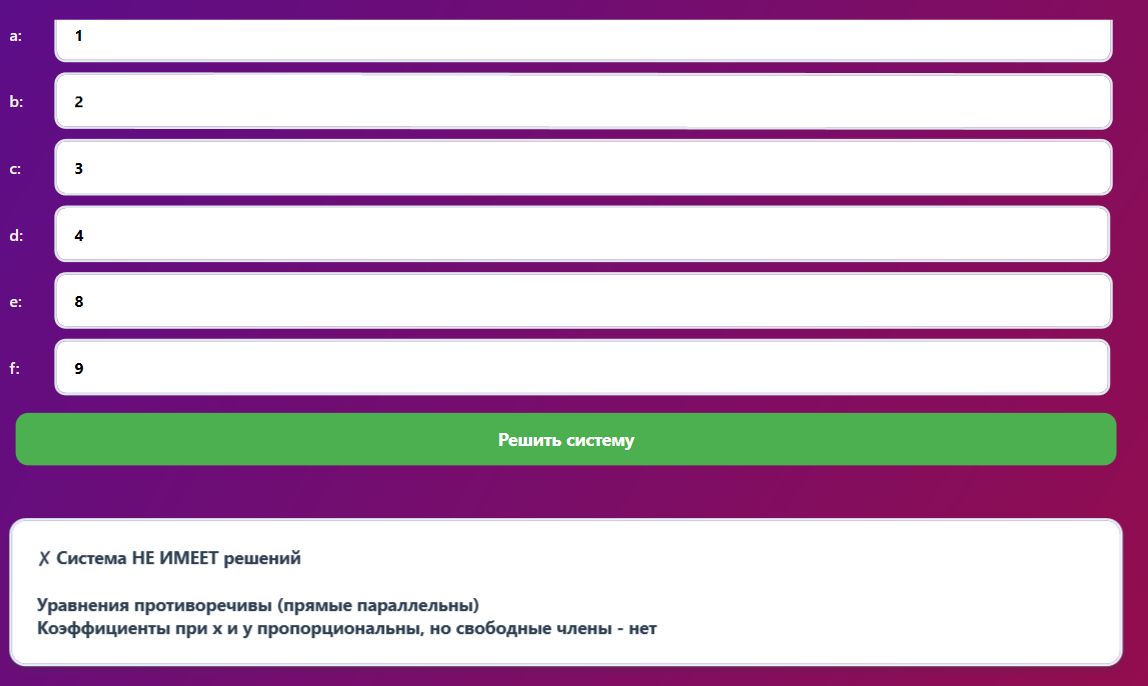 a: 1
b: 2
c: 3
d: 4
e: 8
f: 9
Решить систему
✗ Система НЕ ИМЕЕТ решений
Уравнения противоречивы (прямые параллельны)
Коэффициенты при x и y пропорциональны, но свободные члены - нет